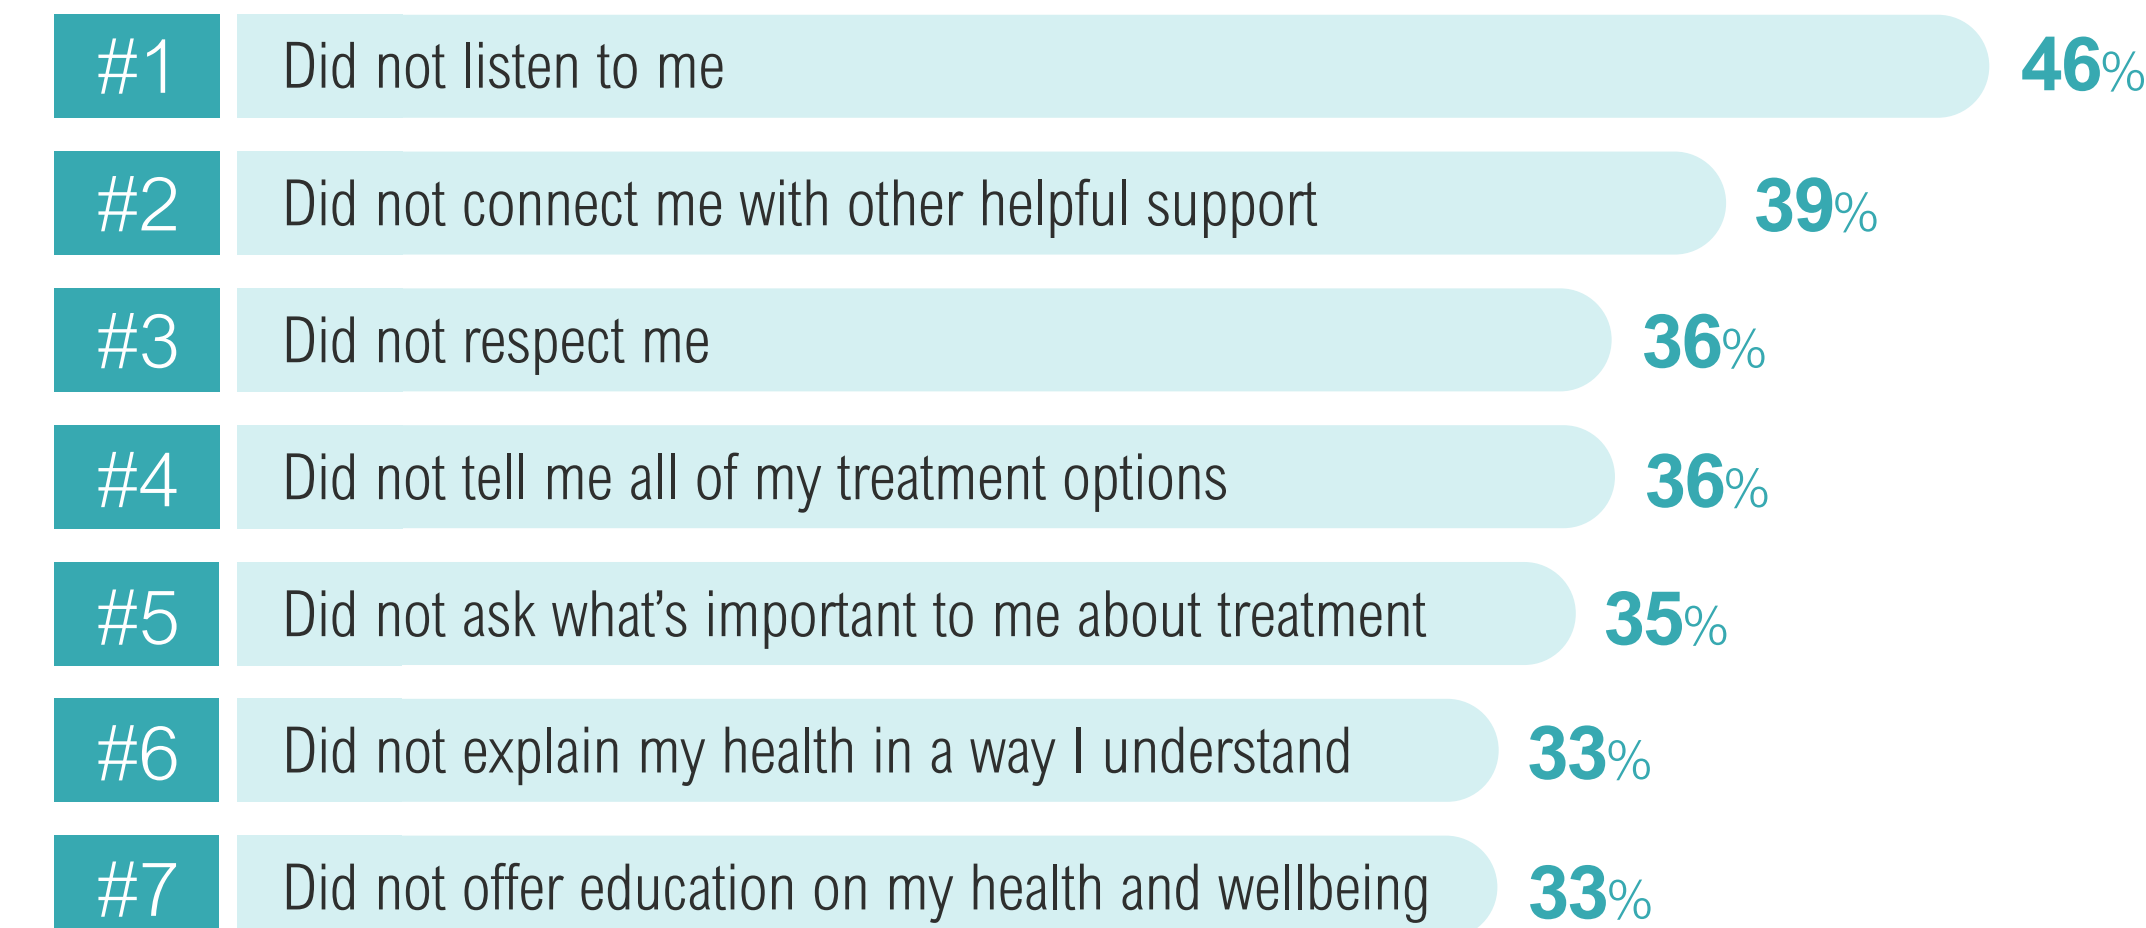 #1 Did not listen to me 46%
#2 Did not connect me with other helpful support 39%
#3 Did not respect me 36%
#4 Did not tell me all of my treatment options 36%
#5 Did not ask what’s important to me about treatment 35%
#6 Did not explain my health in a way I understand 33%
#7 Did not offer education on my health and wellbeing 33%